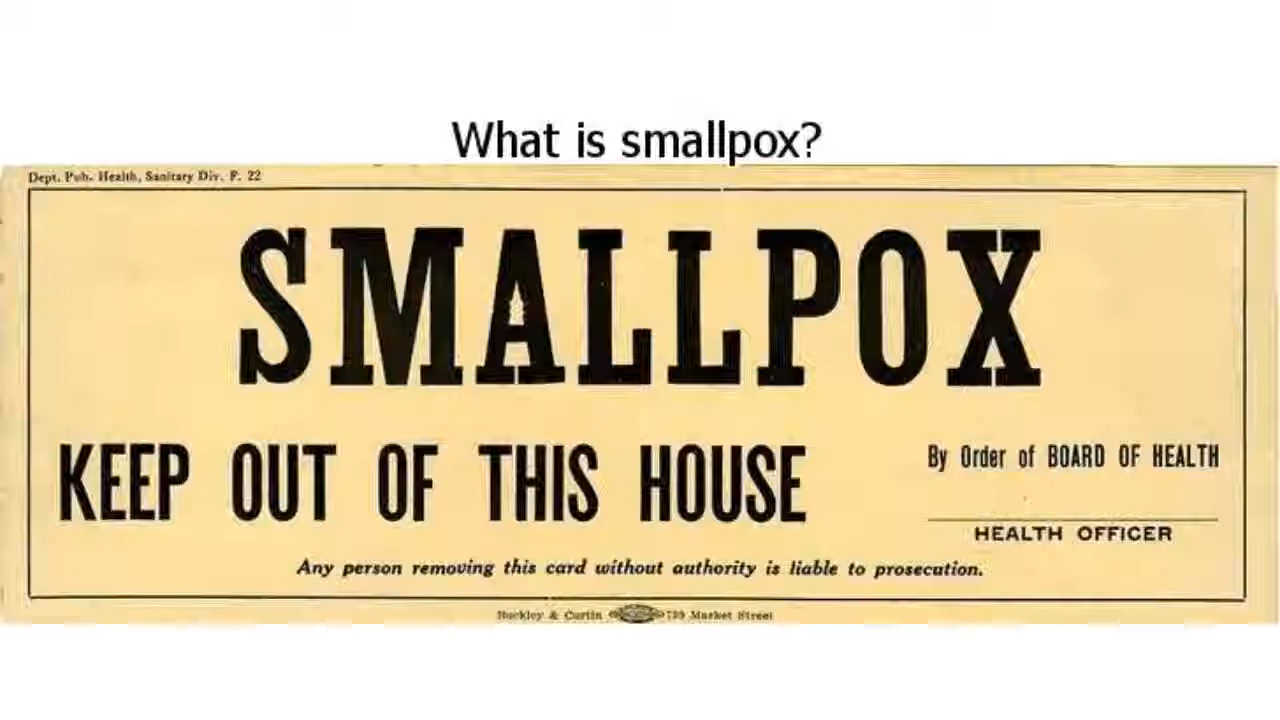 What is smallpox?
Dept. Pub. Health, Sanitary Div. F. 22
SMALLPOX
KEEP OUT OF THIS HOUSE
By Order of BOARD OF HEALTH
HEALTH OFFICER
Any person removing this card without authority is liable to prosecution.
Buckley & Curtin 739 Market Street